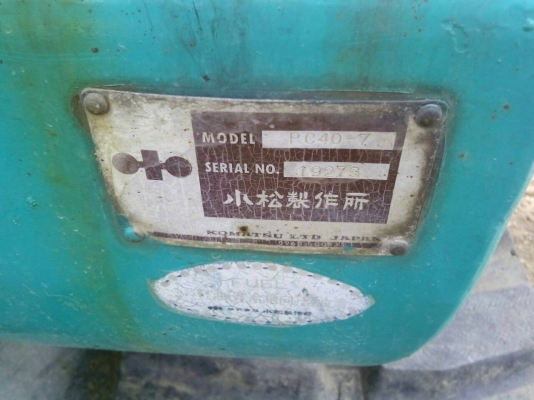 MODEL PC40-7
SERIAL NO. 19273
小松製作所
KOMATSU LTD JAPAN
FUEL